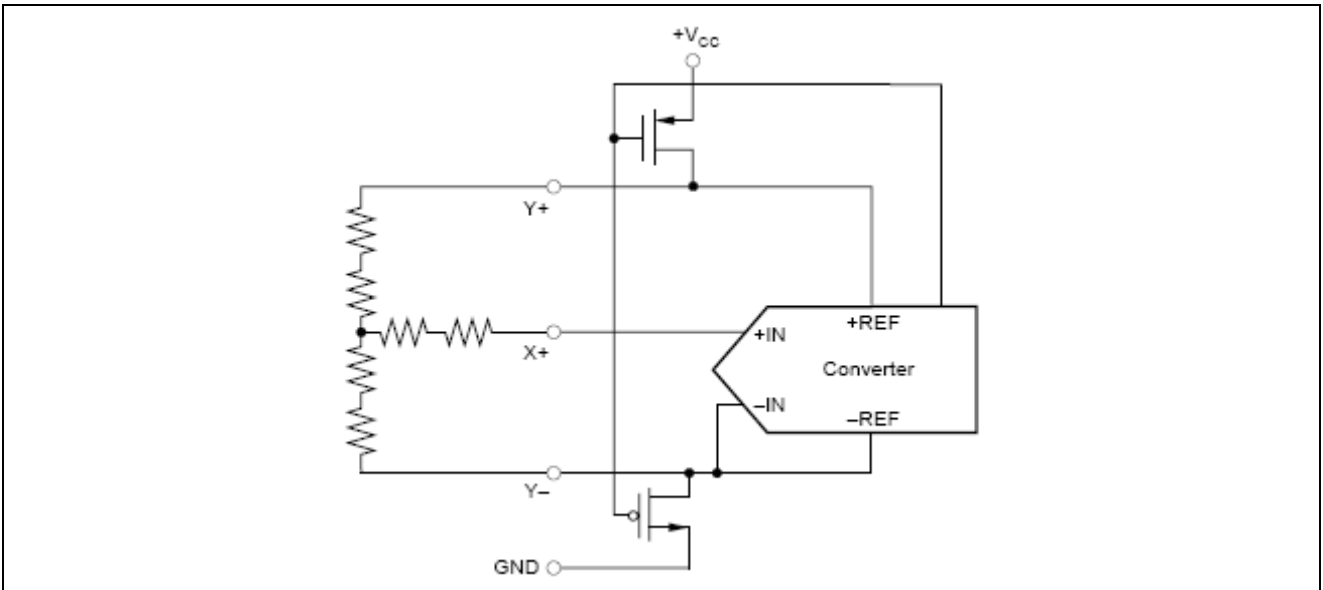 +VCC
Y+
+REF
+IN
X+
Converter
–IN
–REF
Y–
GND